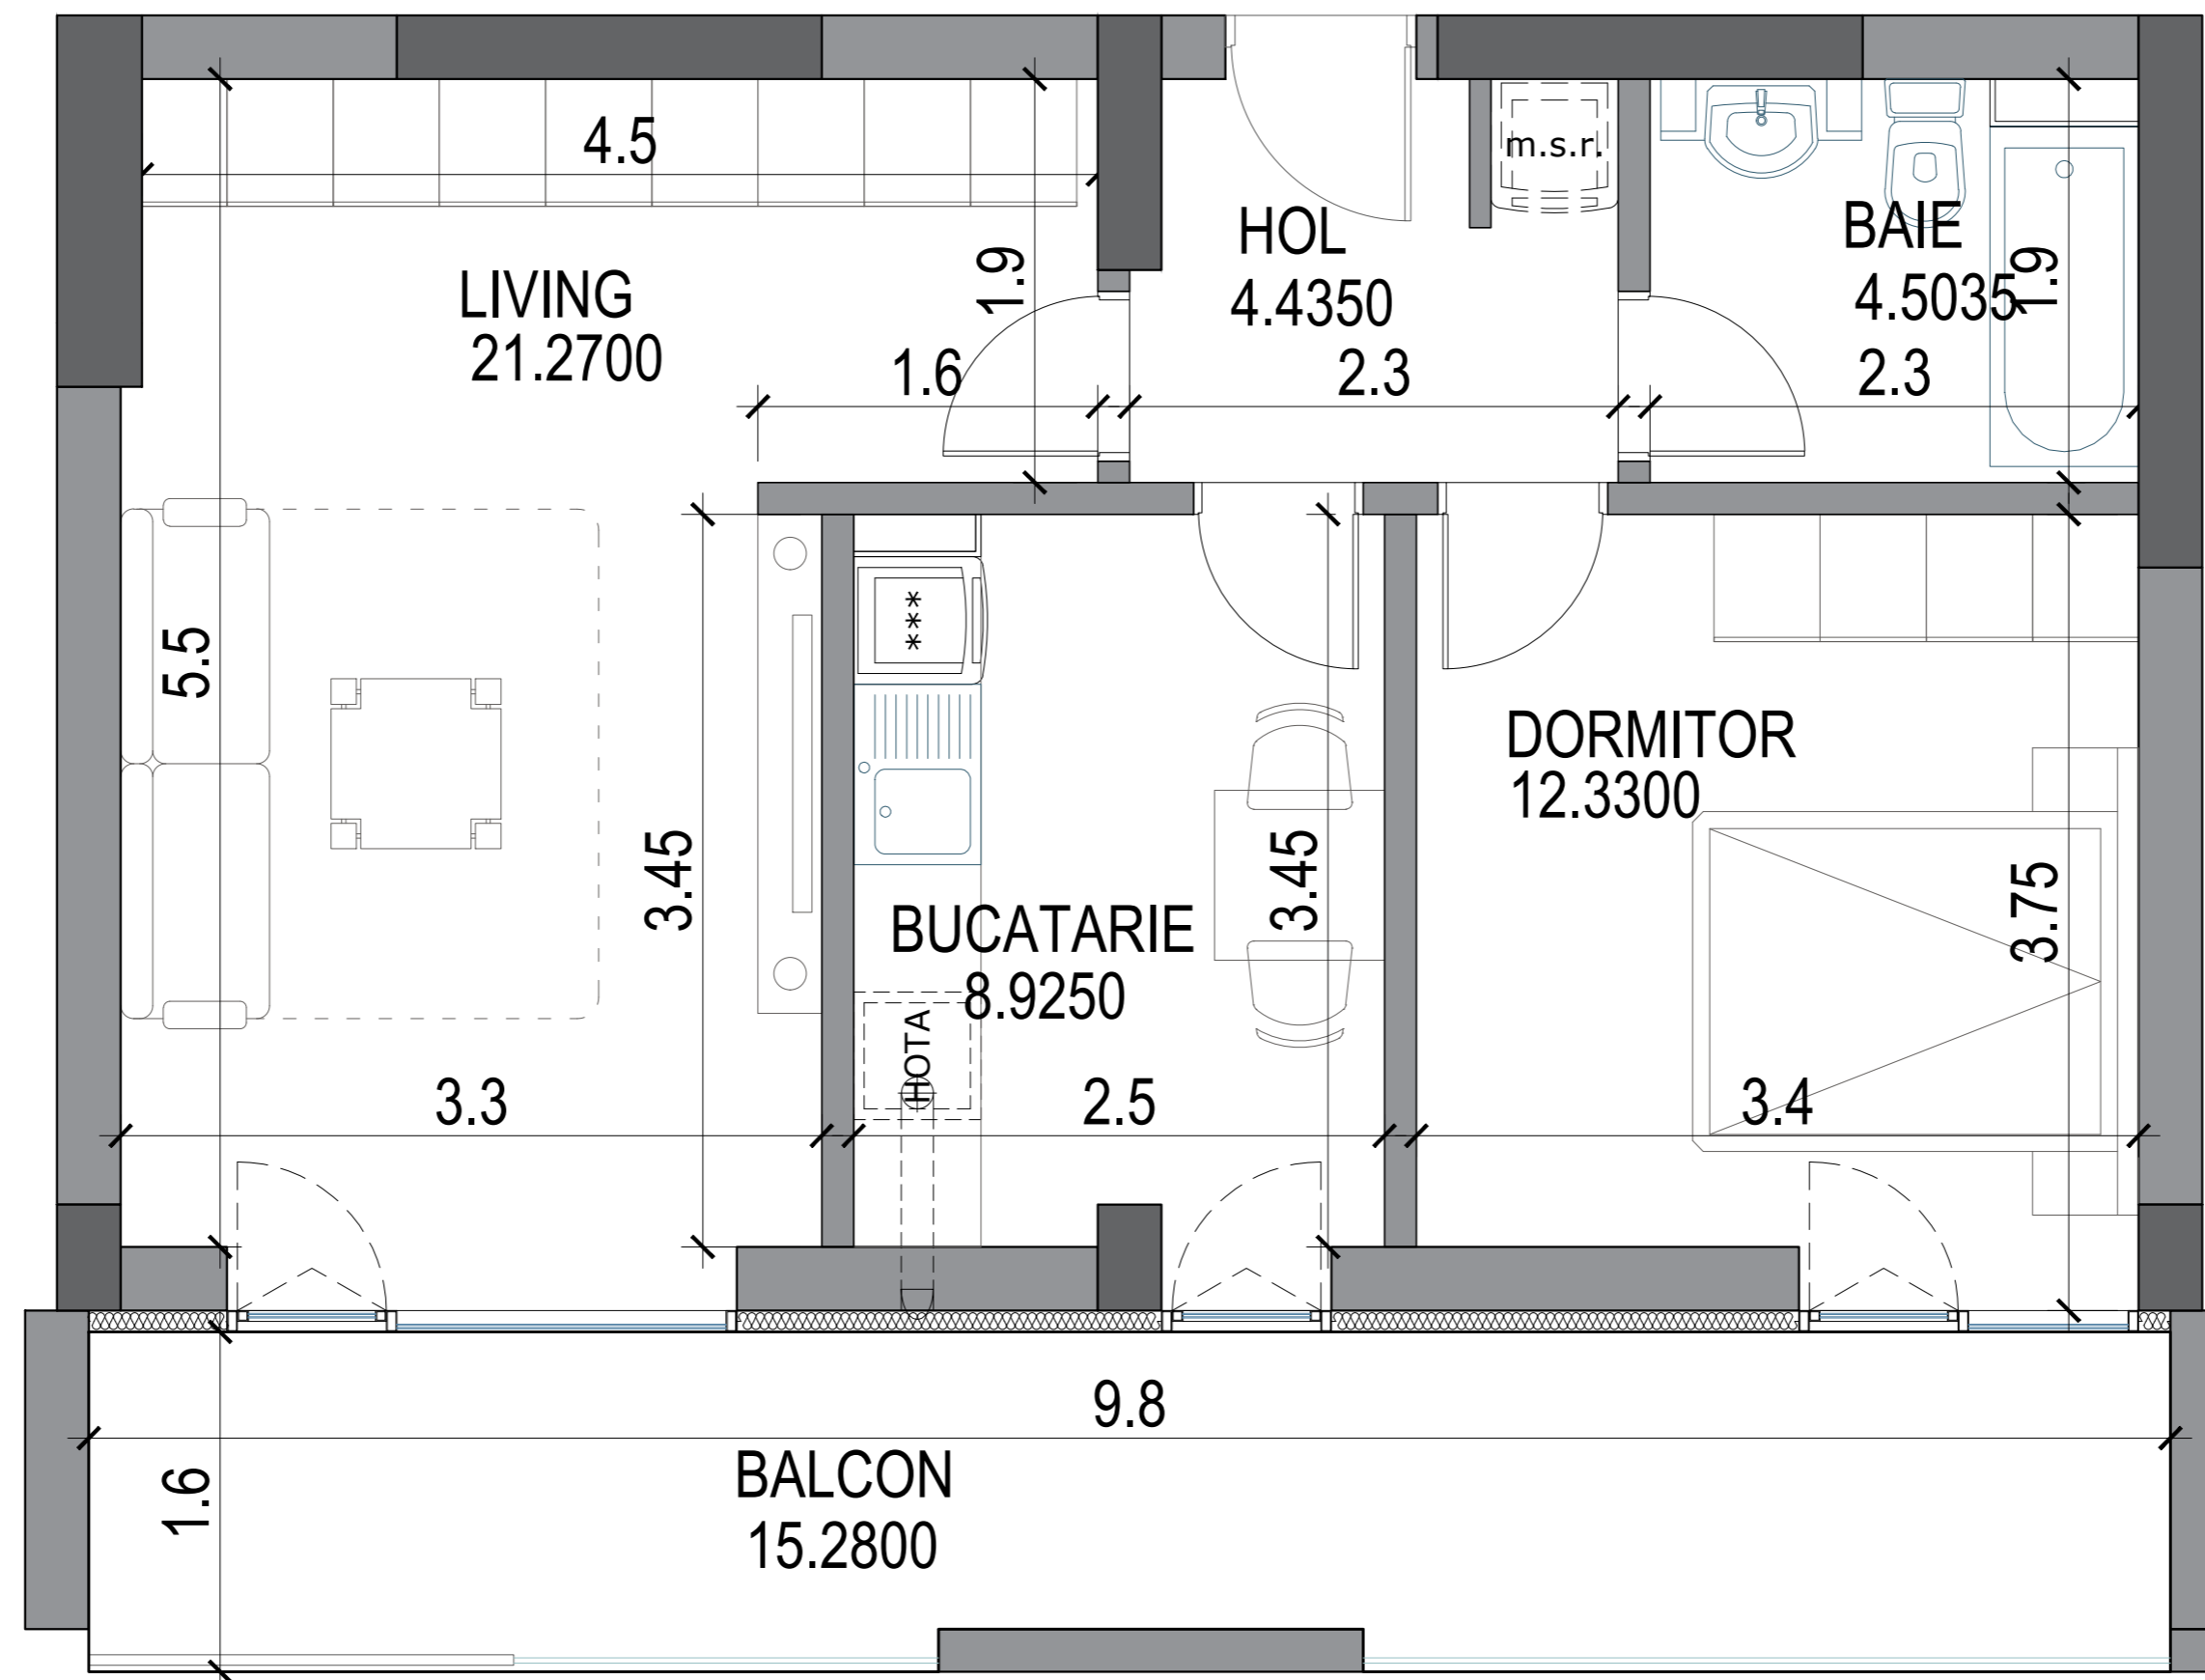 4.5
m.s.r.
HOL
4.4350
BAIE
4.5035
1.9
1.9
LIVING
21.2700
1.6
2.3
2.3
5.5
***
DORMITOR
12.3300
3.45
3.45
3.75
BUCATARIE
8.9250
HOTA
3.3
2.5
3.4
9.8
BALCON
15.2800
1.6